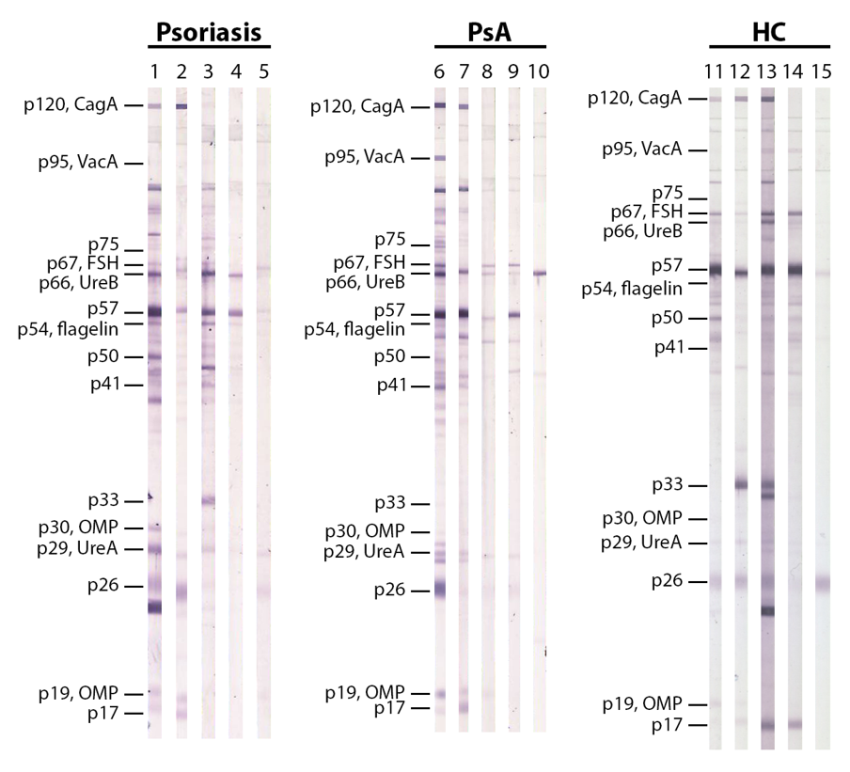 Psoriasis
1 2 3 4 5
p120, CagA
p95, VacA
p75
p67, FSH
p66, UreB
p57
p54, flagelin
p50
p41
p33
p30, OMP
p29, UreA
p26
p19, OMP
p17
PsA
6 7 8 9 10
p120, CagA
p95, VacA
p75
p67, FSH
p66, UreB
p57
p54, flagelin
p50
p41
p33
p30, OMP
p29, UreA
p26
p19, OMP
p17
HC
11 12 13 14 15
p120, CagA
p95, VacA
p75
p67, FSH
p66, UreB
p57
p54, flagelin
p50
p41
p33
p30, OMP
p29, UreA
p26
p19, OMP
p17